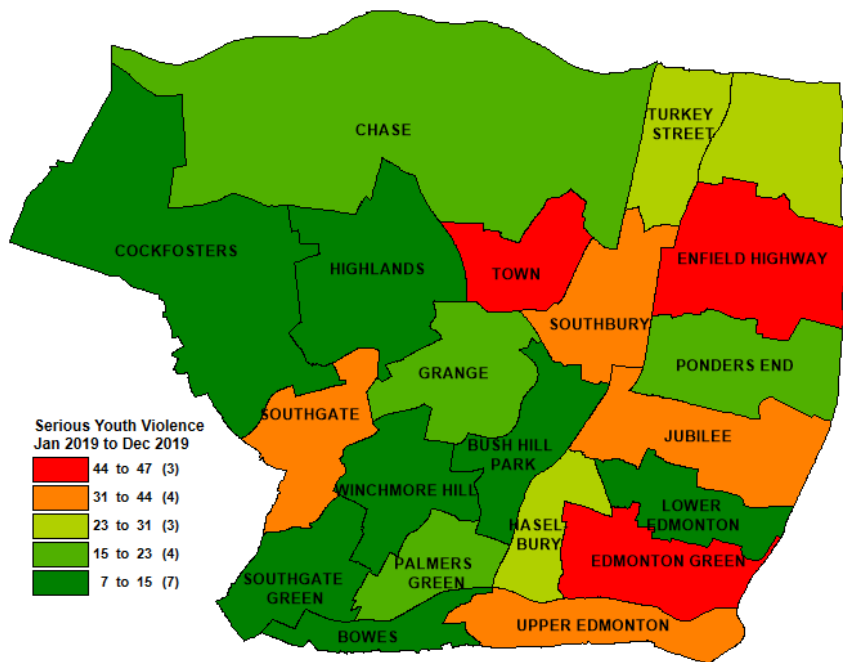 TURKEY
STREET
CHASE
COCKFOSTERS
HIGHLANDS
TOWN
ENFIELD HIGHWAY
SOUTHBURY
PONDERS END
GRANGE
SOUTHGATE
JUBILEE
BUSH HILL
PARK
WINCHMORE HILL
LOWER
EDMONTON
HASEL
BURY
EDMONTON GREEN
PALMERS
GREEN
SOUTHGATE
GREEN
UPPER EDMONTON
BOWES
Serious Youth Violence
Jan 2019 to Dec 2019
44 to 47 (3)
31 to 44 (4)
23 to 31 (3)
15 to 23 (4)
7 to 15 (7)